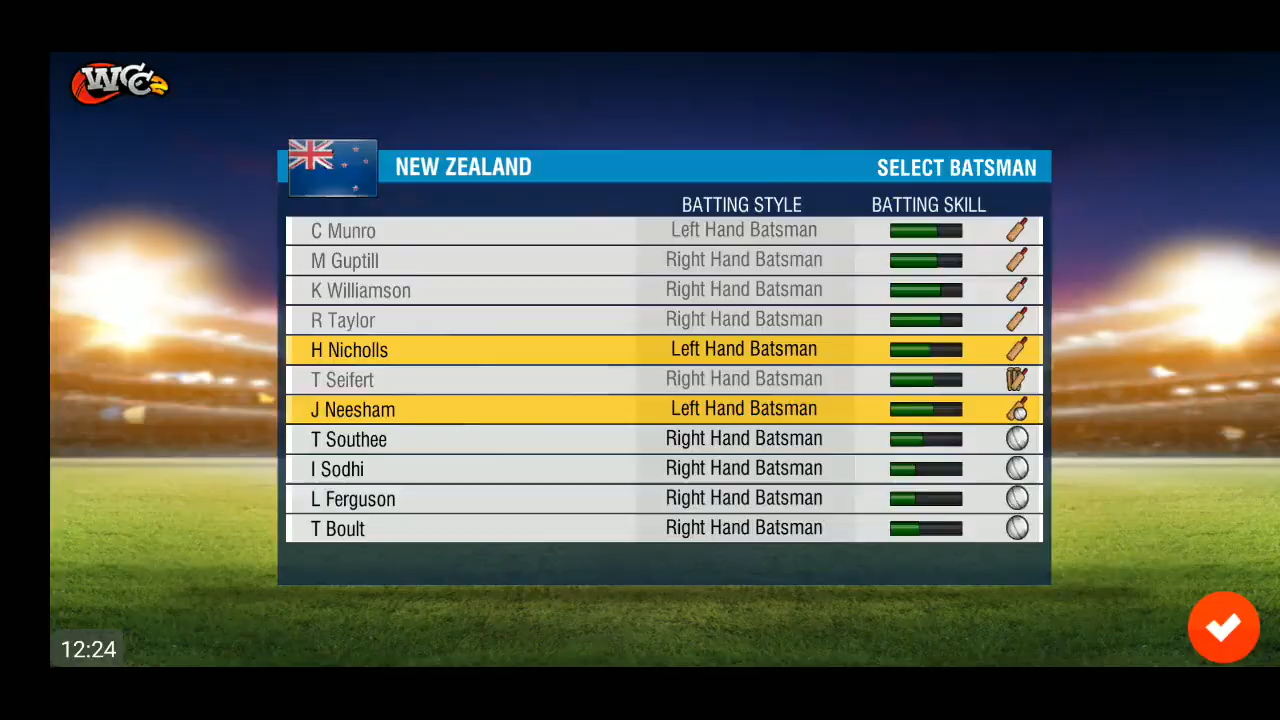 WCC
NEW ZEALAND SELECT BATSMAN
BATTING STYLE BATTING SKILL
C Munro Left Hand Batsman
M Guptill Right Hand Batsman
K Williamson Right Hand Batsman
R Taylor Right Hand Batsman
H Nicholls Left Hand Batsman
T Seifert Right Hand Batsman
J Neesham Left Hand Batsman
T Southee Right Hand Batsman
I Sodhi Right Hand Batsman
L Ferguson Right Hand Batsman
T Boult Right Hand Batsman
12:24